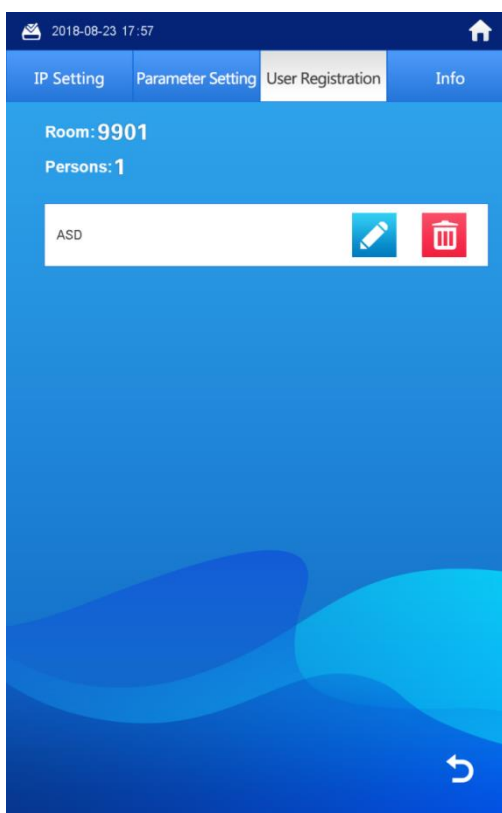 2018-08-23 17:57
IP Setting Parameter Setting User Registration Info
Room:9901
Persons:1
ASD